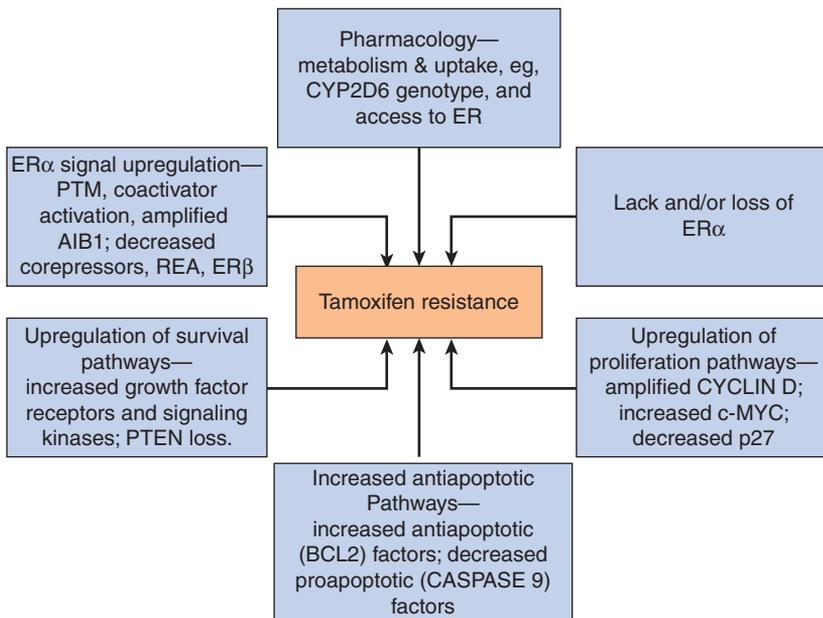 Pharmacology—
metabolism & uptake, eg,
CYP2D6 genotype, and
access to ER
ERα signal upregulation—
PTM, coactivator
activation, amplified
AIB1; decreased
corepressors, REA, ERβ
Lack and/or loss of
ERα
Tamoxifen resistance
Upregulation of survival
pathways—
increased growth factor
receptors and signaling
kinases; PTEN loss.
Upregulation of
proliferation pathways—
amplified CYCLIN D;
increased c-MYC;
decreased p27
Increased antiapoptotic
Pathways—
increased antiapoptotic
(BCL2) factors; decreased
proapoptotic (CASPASE 9)
factors